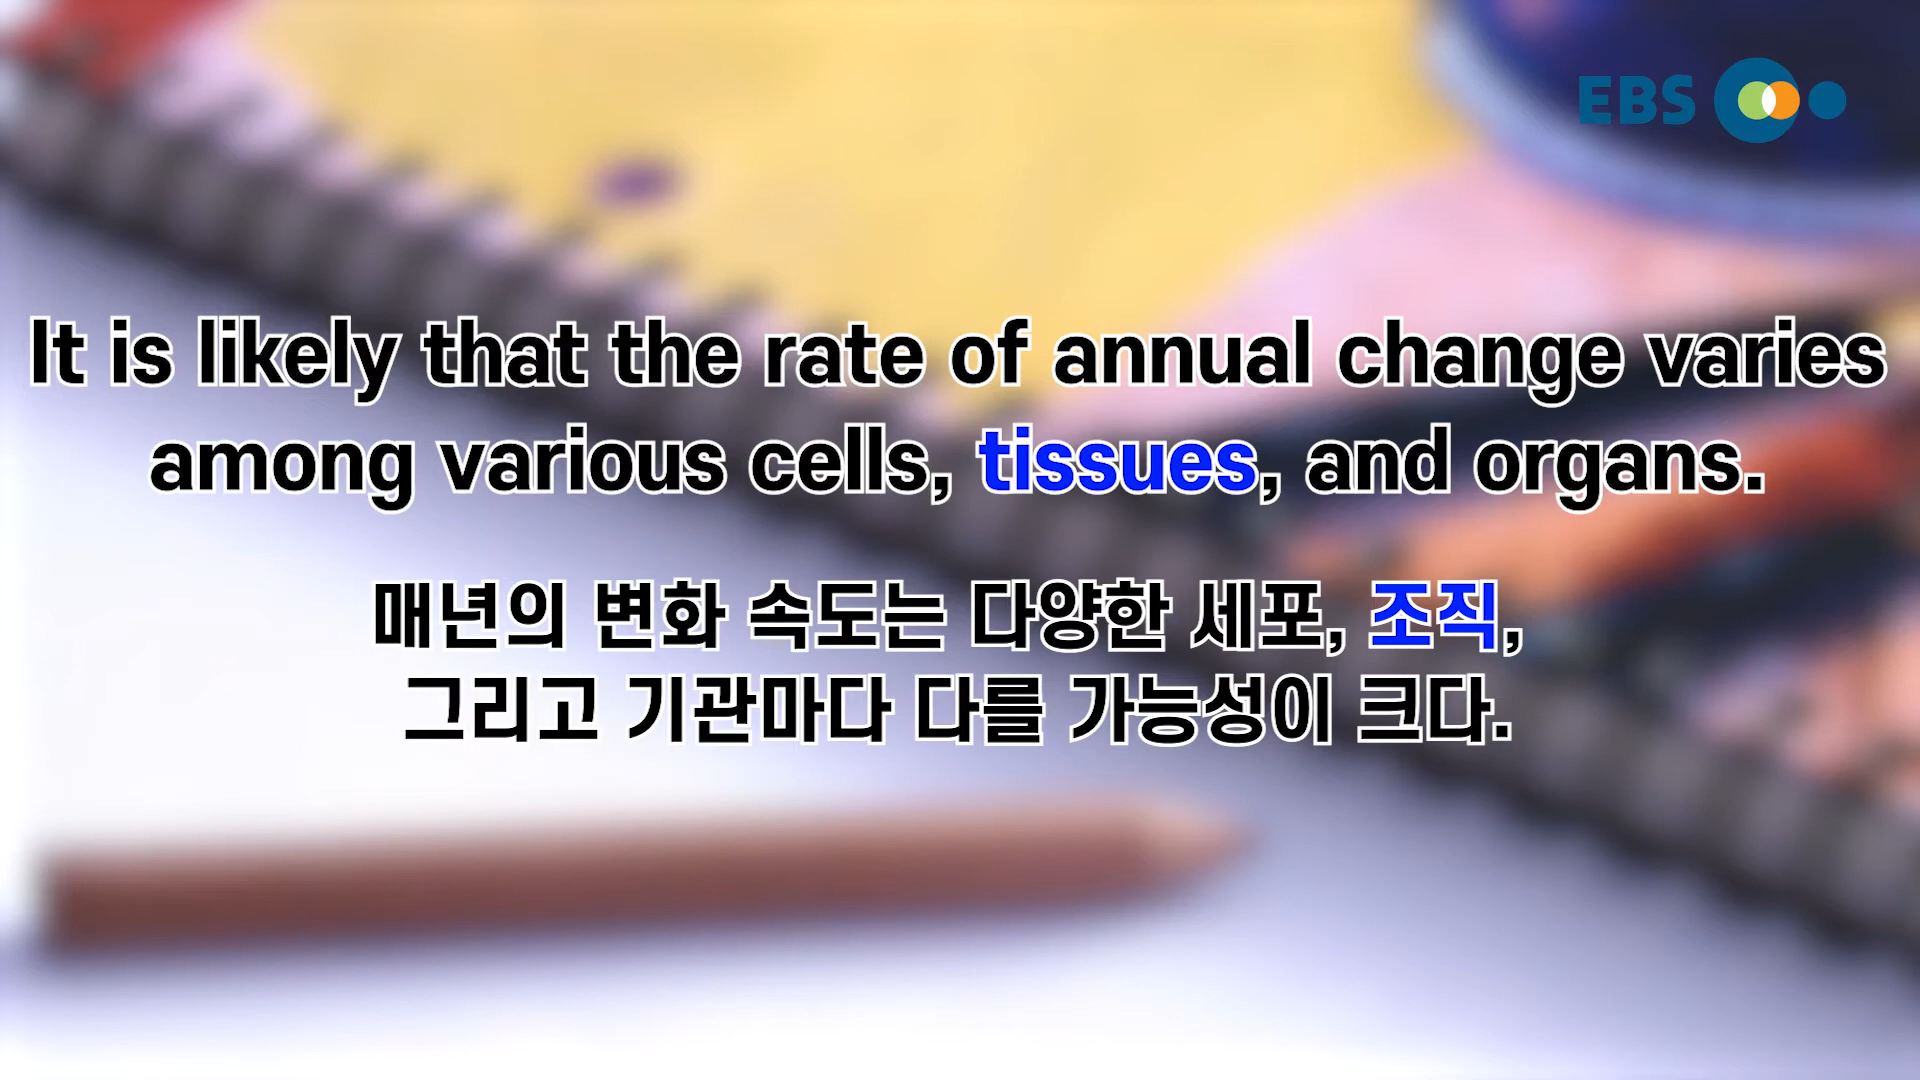 EBS
It is likely that the rate of annual change varies
among various cells, tissues, and organs.
매년의 변화 속도는 다양한 세포, 조직,
그리고 기관마다 다를 가능성이 크다.